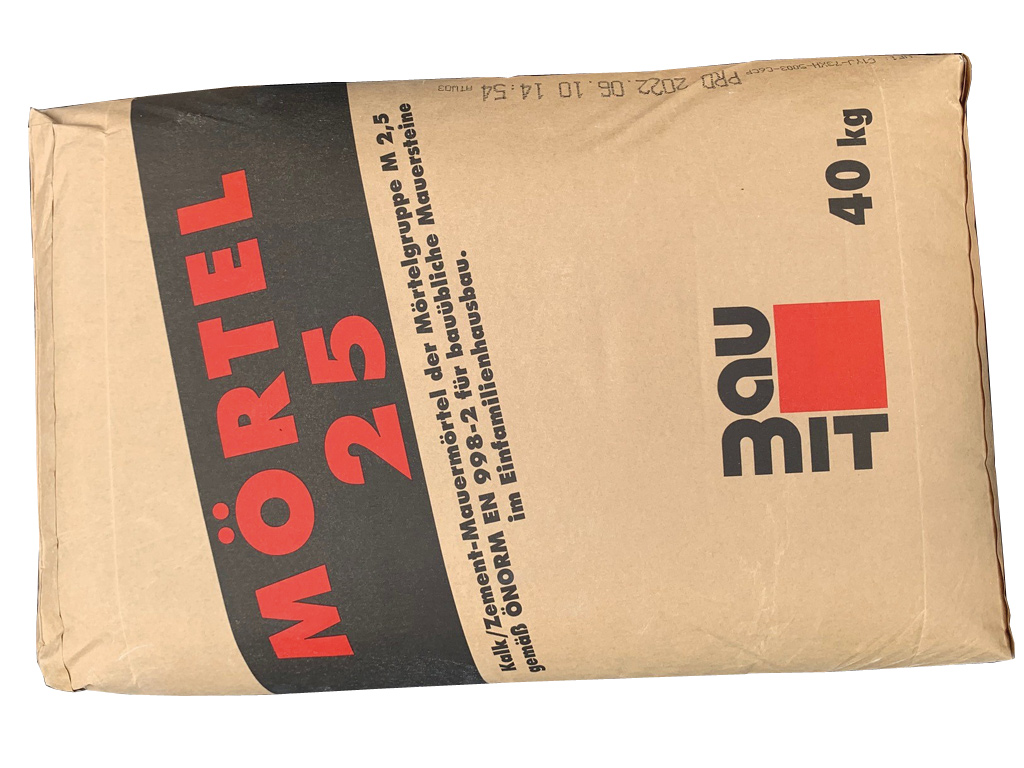 MÖRTEL
25
Kalk/Zement-Mauermörtel der Mörtelgruppe M 2,5
gemäß ÖNORM EN 998-2 für bauübliche Mauersteine
im Einfamilienhausbau.
bau
MIT
40 kg
PRD 2022.06.10 14:54 ATU03